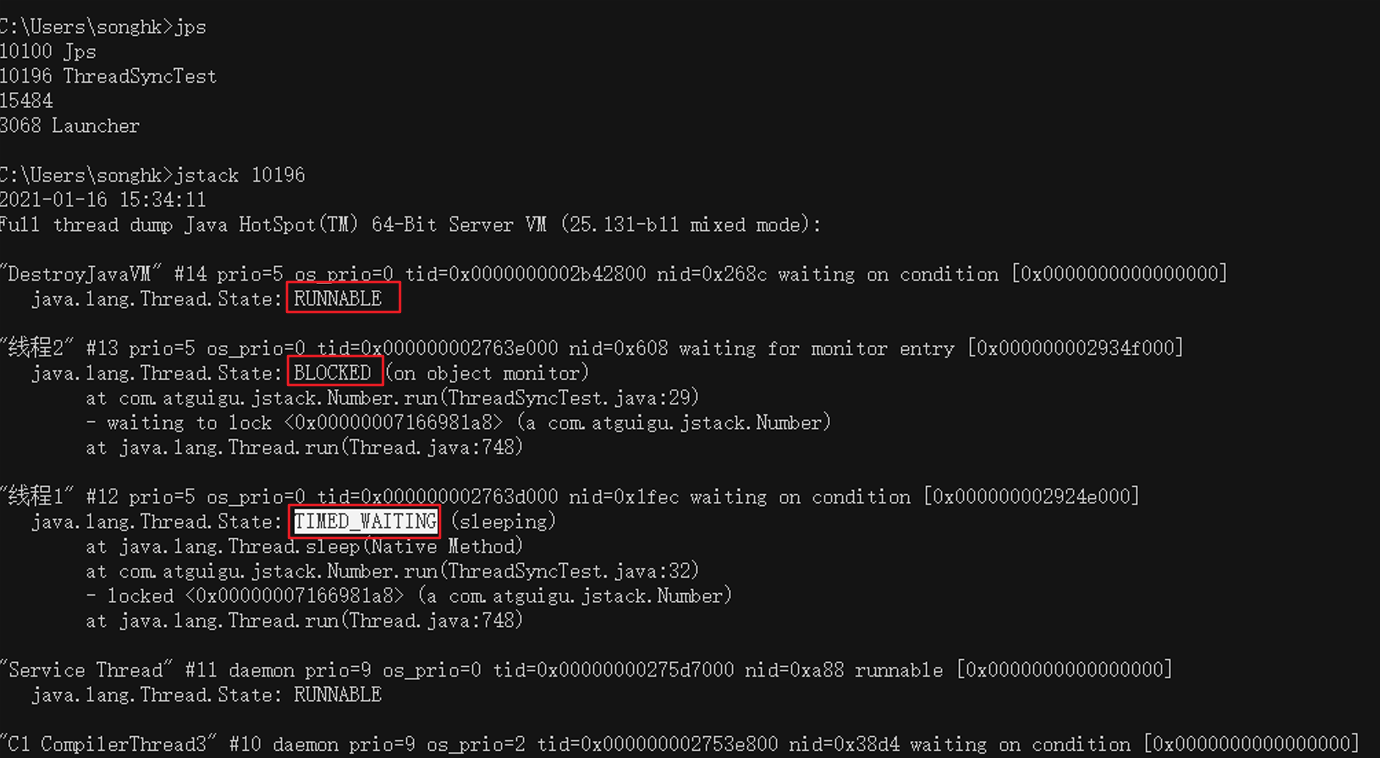 C:\Users\songhk>jps
10100 Jps
10196 ThreadSyncTest
15484
3068 Launcher
C:\Users\songhk>jstack 10196
2021-01-16 15:34:11
Full thread dump Java HotSpot(TM) 64-Bit Server VM (25.131-b11 mixed mode):
"DestroyJavaVM" #14 prio=5 os_prio=0 tid=0x0000000002b42800 nid=0x268c waiting on condition [0x0000000000000000]
java.lang.Thread.State: RUNNABLE
"线程2" #13 prio=5 os_prio=0 tid=0x000000002763e000 nid=0x608 waiting for monitor entry [0x000000002934f000]
java.lang.Thread.State: BLOCKED (on object monitor)
at com.atguigu.jstack.Number.run(ThreadSyncTest.java:29)
- waiting to lock <0x00000007166981a8> (a com.atguigu.jstack.Number)
at java.lang.Thread.run(Thread.java:748)
"线程1" #12 prio=5 os_prio=0 tid=0x000000002763d000 nid=0x1fec waiting on condition [0x000000002924e000]
java.lang.Thread.State: TIMED_WAITING (sleeping)
at java.lang.Thread.sleep(Native Method)
at com.atguigu.jstack.Number.run(ThreadSyncTest.java:32)
- locked <0x00000007166981a8> (a com.atguigu.jstack.Number)
at java.lang.Thread.run(Thread.java:748)
"Service Thread" #11 daemon prio=9 os_prio=0 tid=0x00000000275d7000 nid=0xa88 runnable [0x0000000000000000]
java.lang.Thread.State: RUNNABLE
"C1 CompilerThread3" #10 daemon prio=9 os_prio=2 tid=0x000000002753e800 nid=0x38d4 waiting on condition [0x0000000000000000]